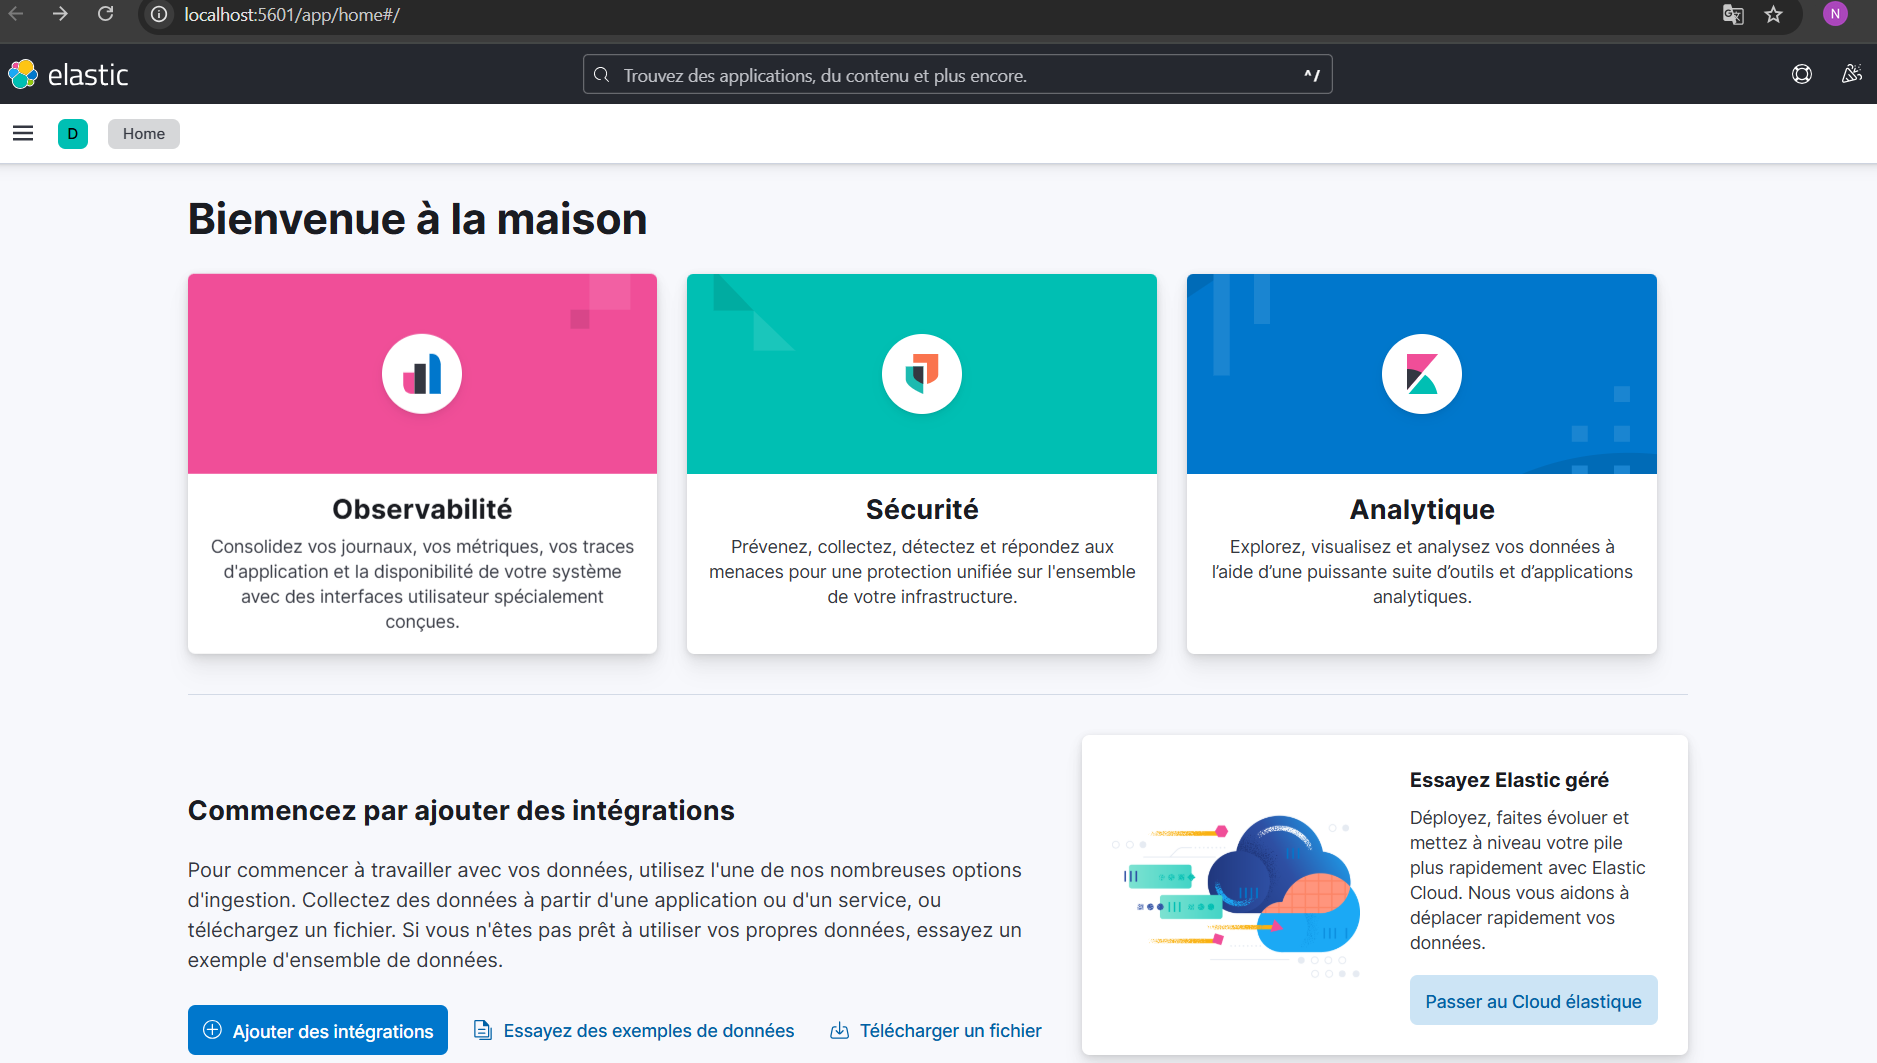 localhost:5601/app/home#/
N
elastic
Trouvez des applications, du contenu et plus encore.
^/
D
Home
Bienvenue à la maison
Observabilité
Consolidez vos journaux, vos métriques, vos traces
d'application et la disponibilité de votre système
avec des interfaces utilisateur spécialement
conçues.
Sécurité
Prévenez, collectez, détectez et répondez aux
menaces pour une protection unifiée sur l'ensemble
de votre infrastructure.
Analytique
Explorez, visualisez et analysez vos données à
l’aide d’une puissante suite d’outils et d’applications
analytiques.
Commencez par ajouter des intégrations
Pour commencer à travailler avec vos données, utilisez l'une de nos nombreuses options
d'ingestion. Collectez des données à partir d'une application ou d'un service, ou
téléchargez un fichier. Si vous n'êtes pas prêt à utiliser vos propres données, essayez un
exemple d'ensemble de données.
Ajouter des intégrations
Essayez des exemples de données
Télécharger un fichier
Essayez Elastic géré
Déployez, faites évoluer et
mettez à niveau votre pile
plus rapidement avec Elastic
Cloud. Nous vous aidons à
déplacer rapidement vos
données.
Passer au Cloud élastique